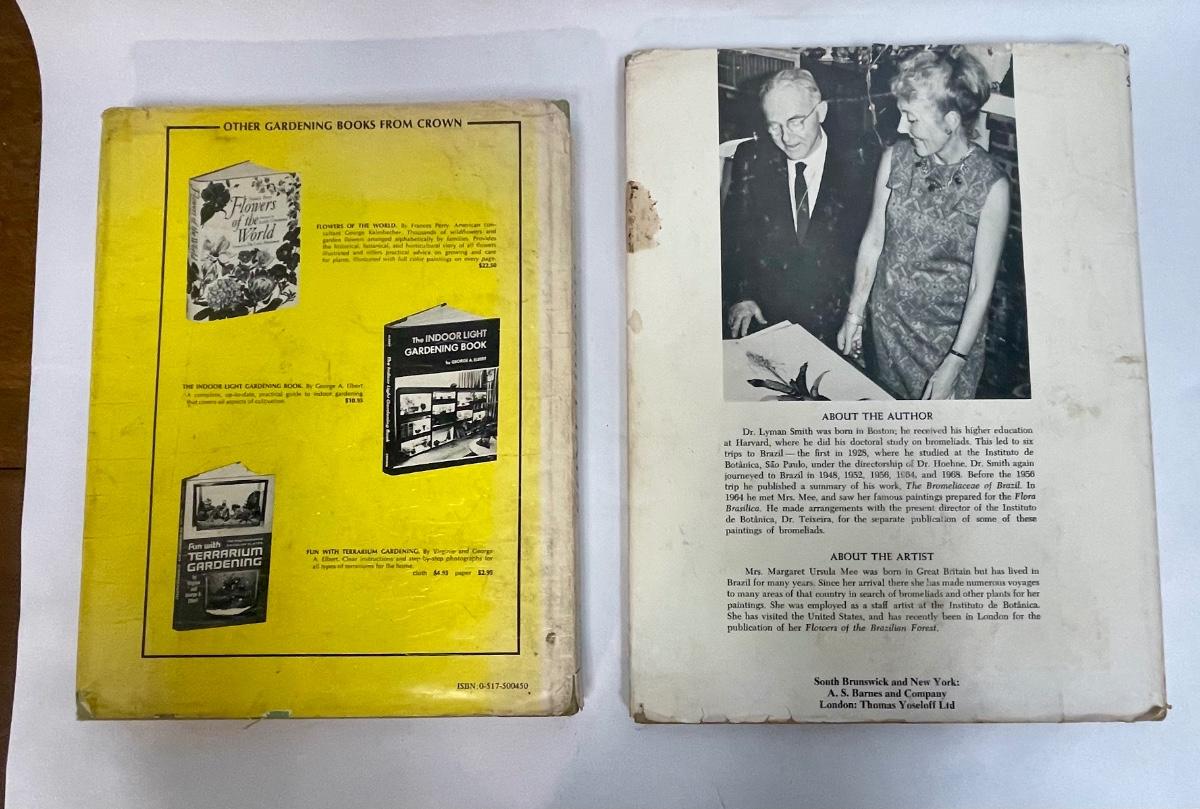 OTHER GARDENING BOOKS FROM CROWN
Flowers
of the
World
FLOWERS OF THE WORLD. By Frances Perry. American con-
sultant George Kalmbacher. Thousands of wildflowers and
garden flowers arranged alphabetically by families. Provides
the historical, botanical, and horticultural story of all flowers
illustrated and offers practical advice on growing and care
for plants. Illustrated with full color paintings on every page.
$22.50
The INDOOR LIGHT
GARDENING BOOK
by GEORGE A. ELBERT
The Indoor Light Gardening Book
THE INDOOR LIGHT GARDENING BOOK. By George A. Elbert.
A complete, up-to-date, practical guide to indoor gardening
that covers all aspects of cultivation.
$10.95
Fun with
TERRARIUM
GARDENING
by
Virginie
and
George A.
Elbert
FUN WITH TERRARIUM GARDENING. By Virginie and George
A. Elbert. Clear instructions and step-by-step photographs for
all types of terrariums for the home.
cloth $4.95 paper $2.95
ISBN: 0-517-500450
ABOUT THE AUTHOR
Dr. Lyman Smith was born in Boston; he received his higher education
at Harvard, where he did his doctoral study on bromeliads. This led to six
trips to Brazil — the first in 1928, where he studied at the Instituto de
Botânica, São Paulo, under the directorship of Dr. Hoehne. Dr. Smith again
journeyed to Brazil in 1948, 1952, 1956, 1964, and 1968. Before the 1956
trip he published a summary of his work, The Bromeliaceae of Brazil. In
1964 he met Mrs. Mee, and saw her famous paintings prepared for the Flora
Brasilica. He made arrangements with the present director of the Instituto
de Botânica, Dr. Teixeira, for the separate publication of some of these
paintings of bromeliads.
ABOUT THE ARTIST
Mrs. Margaret Ursula Mee was born in Great Britain but has lived in
Brazil for many years. Since her arrival there she has made numerous voyages
to many areas of that country in search of bromeliads and other plants for her
paintings. She was employed as a staff artist at the Instituto de Botânica.
She has visited the United States, and has recently been in London for the
publication of her Flowers of the Brazilian Forest.
South Brunswick and New York:
A. S. Barnes and Company
London: Thomas Yoseloff Ltd